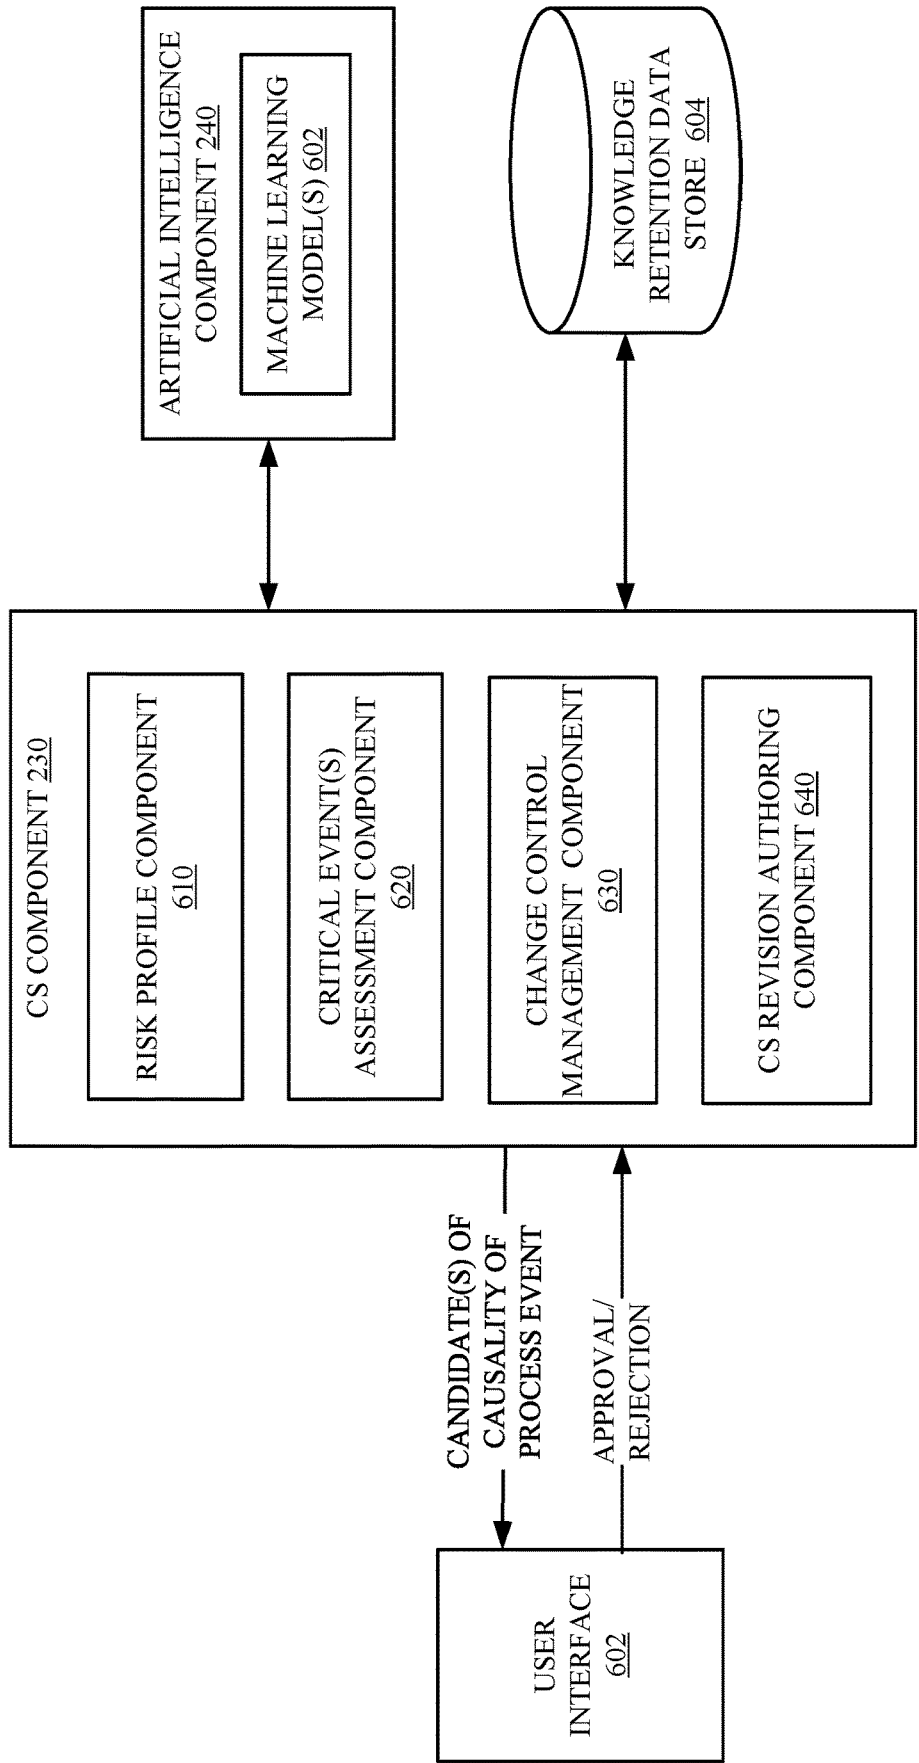 ARTIFICIAL INTELLIGENCE
COMPONENT 240
MACHINE LEARNING
MODEL(S) 602
KNOWLEDGE
RETENTION DATA
STORE 604
CS COMPONENT 230
RISK PROFILE COMPONENT
610
CRITICAL EVENT(S)
ASSESSMENT COMPONENT
620
CHANGE CONTROL
MANAGEMENT COMPONENT
630
CS REVISION AUTHORING
COMPONENT 640
CANDIDATE(S) OF
CAUSALITY OF
PROCESS EVENT
APPROVAL/
REJECTION
USER
INTERFACE
602